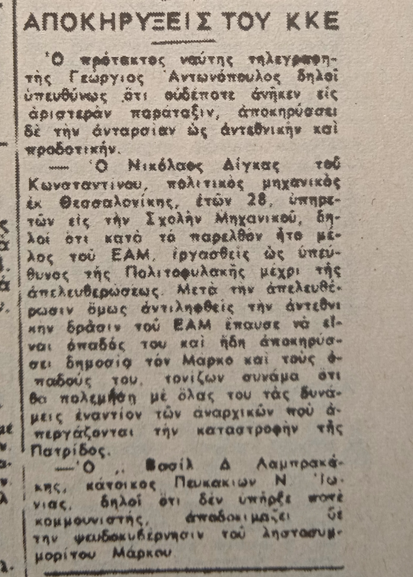 ΑΠΟΚΗΡΥΞΕΙΣ ΤΟΥ ΚΚΕ
Ὁ πρότακτος ναύτης τηλεγραφη-
τὴς Γεώργιος Ἀντωνόπουλος δηλοῖ
ὑπευθύνως ὅτι οὐδέποτε ἀνῆκεν εἰς
ἀριστερὰν παράταξιν, ἀποκηρύσσει
δὲ τὴν ἀνταρσίαν ὡς ἀντεθνικὴν καὶ
προδοτικήν.
— Ὁ Νικόλαος Δίγκας τοῦ
Κωνσταντίνου, πολιτικὸς μηχανικὸς
ἐκ Θεσσαλονίκης, ἐτῶν 28, ὑπηρε-
τῶν εἰς τὴν Σχολὴν Μηχανικοῦ, δη-
λοῖ ὅτι κατὰ τὸ παρελθὸν ἦτο μέ-
λος τοῦ ΕΑΜ, ἐργασθεὶς ὡς ὑπεύ-
θυνος τῆς Πολιτοφυλακῆς μέχρι τῆς
ἀπελευθερώσεως. Μετὰ τὴν ἀπελευθέ-
ρωσιν ὅμως ἀντιληφθεὶς τὴν ἀντεθνι
κὴν δρᾶσιν τοῦ ΕΑΜ ἔπαυσε νὰ εἶ-
ναι ὀπαδός του καὶ ἤδη ἀποκηρύσ-
σει δημοσίᾳ τὸν Μάρκο καὶ τοὺς ὁ-
παδούς του, τονίζων συνάμα ὅτι
θὰ πολεμήσῃ μὲ ὅλας του τὰς δυνά-
μεις ἐναντίον τῶν ἀναρχικῶν ποὺ ἀ-
περγάζονται τὴν καταστροφὴν τῆς
Πατρίδος.
— Ὁ Βασίλ Δ Λαμπρακά-
κης, κάτοικος Πευκακίων Ν. Ἰω-
νίας, δηλοῖ ὅτι δὲν ὑπῆρξε ποτὲ
κομμουνιστής, ἀποδοκιμάζει δὲ
τὴν ψευδοκυβέρνησιν τοῦ λῃστοσυμ-
μορίτου Μάρκου